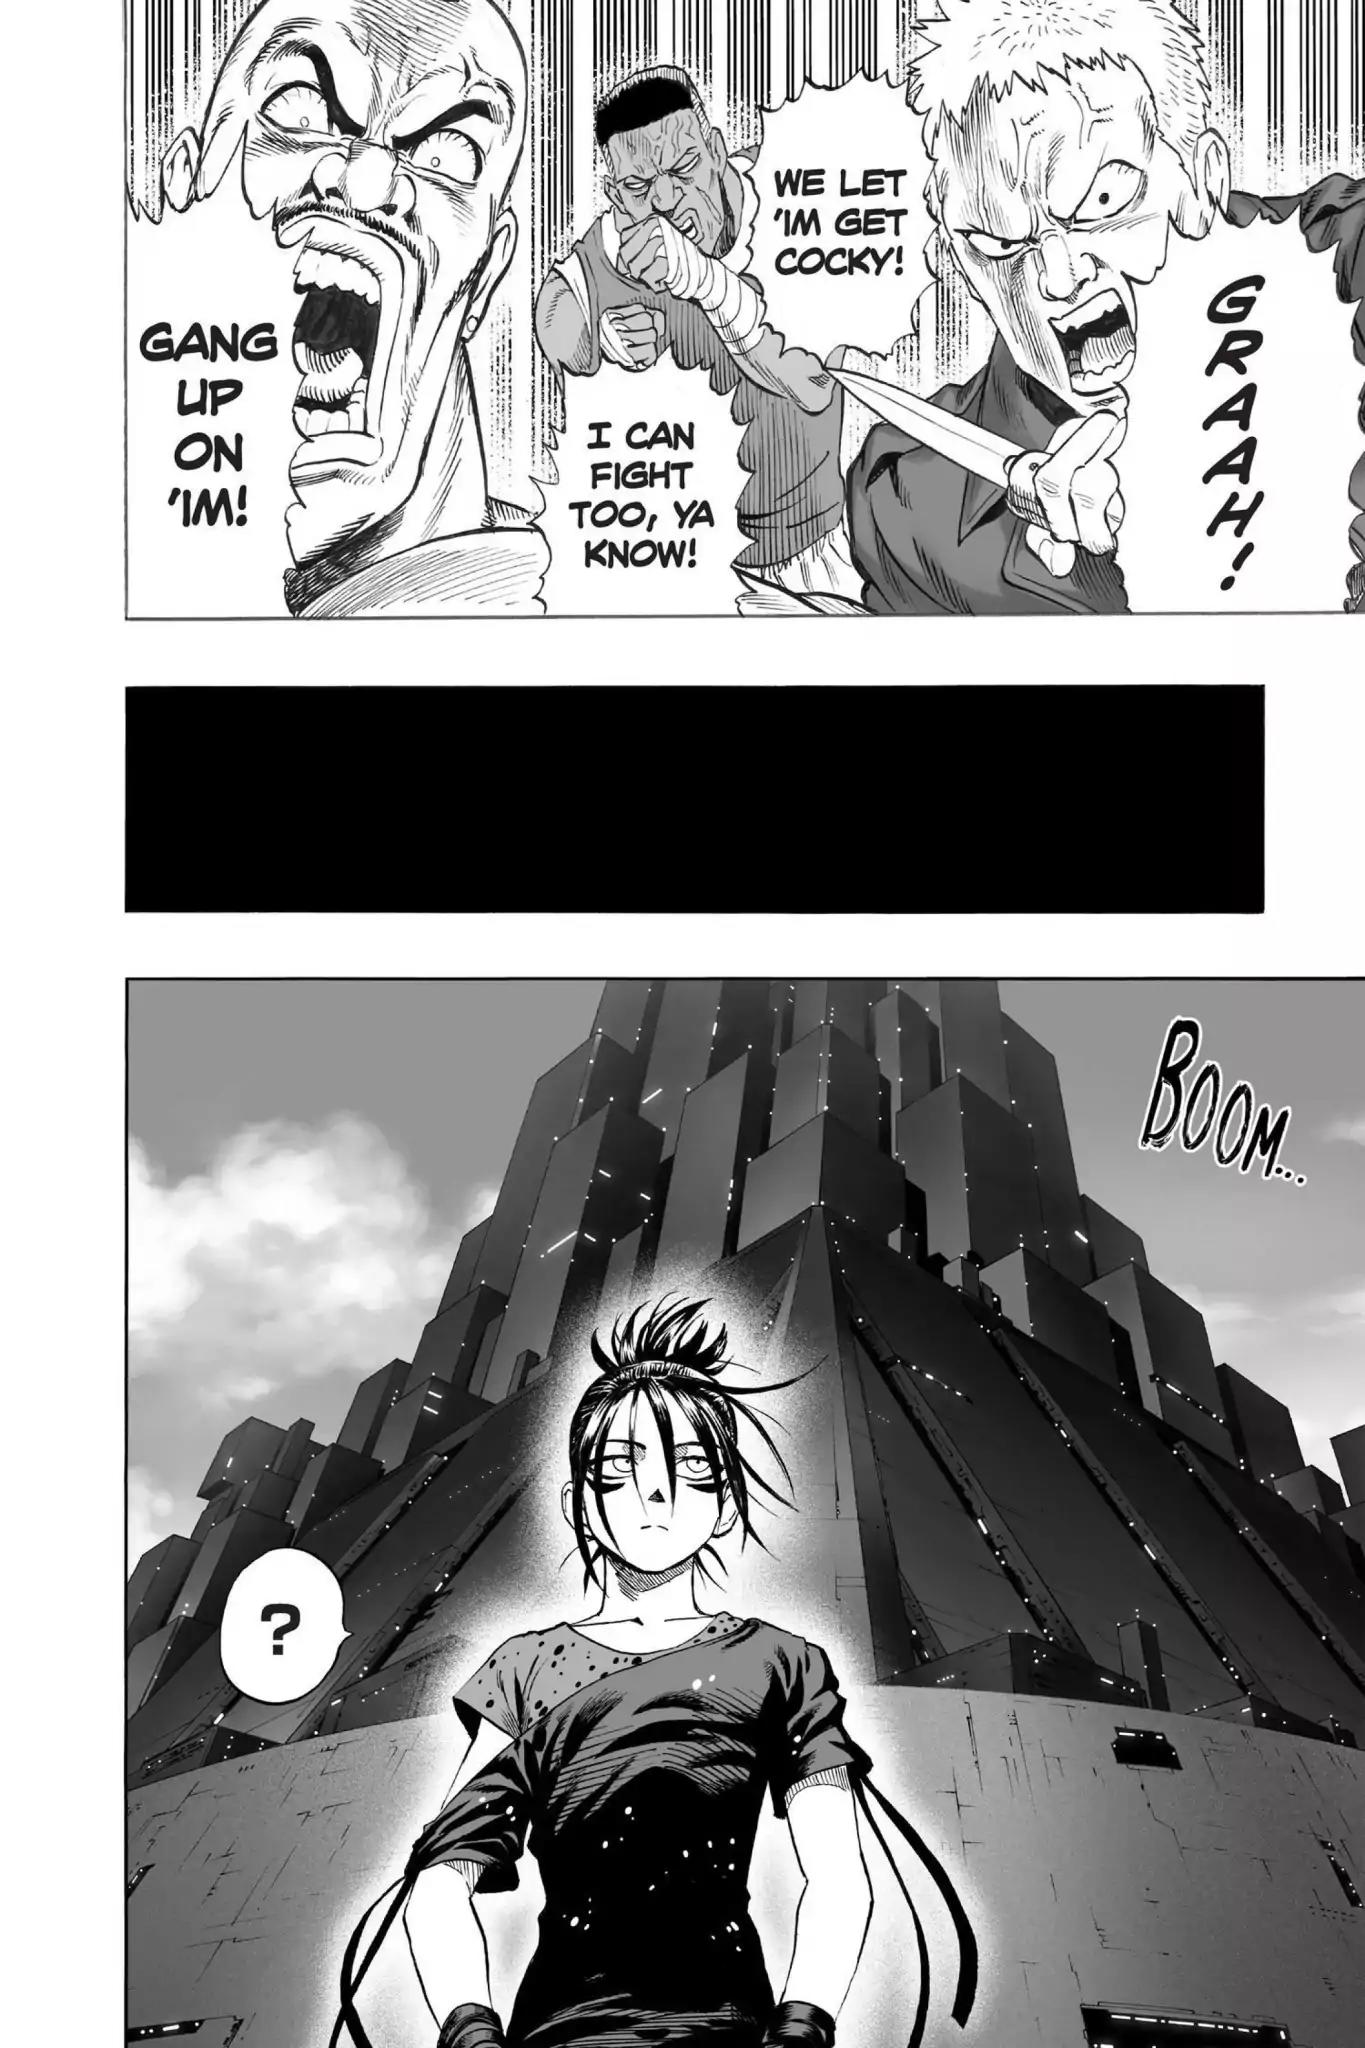 GRAAH!
WE LET
'IM GET
COCKY!
I CAN
FIGHT
TOO, YA
KNOW!
GANG
UP
ON
'IM!
BOOM...
?